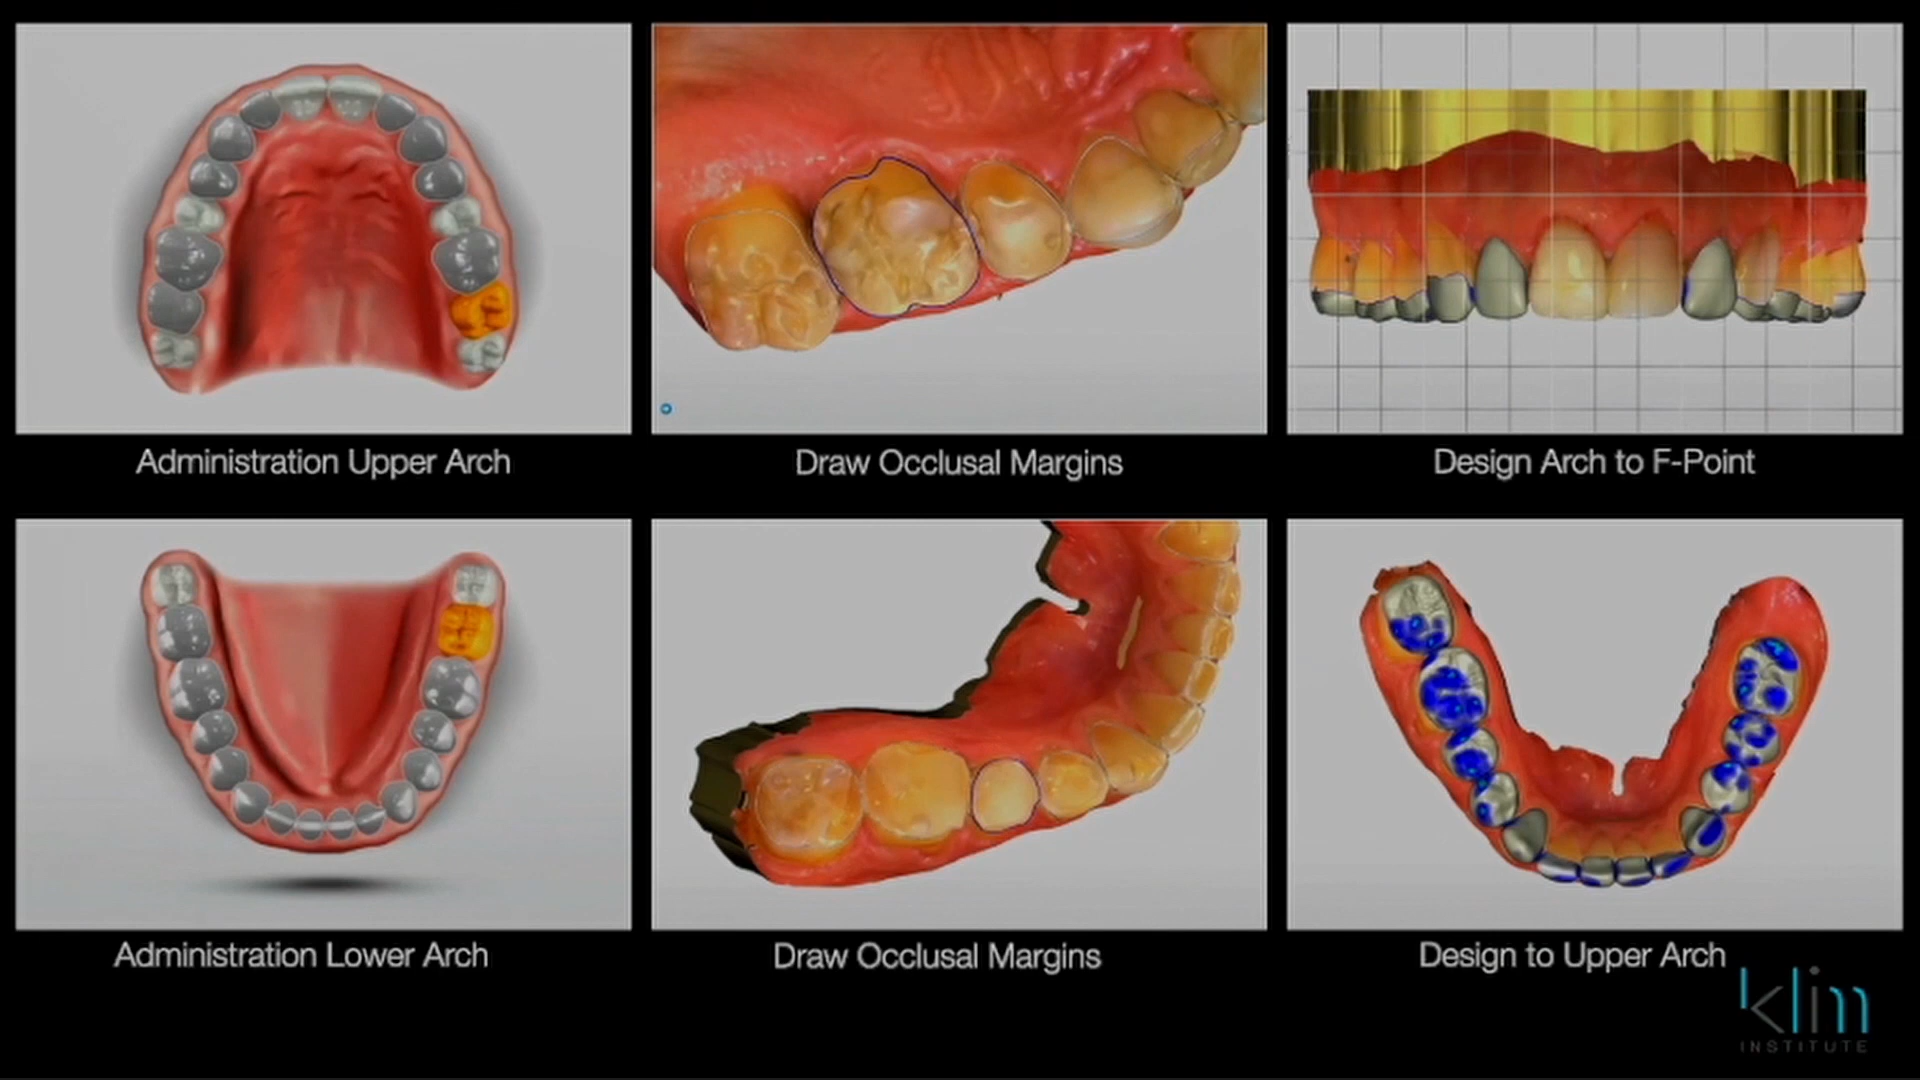 Administration Upper Arch
Draw Occlusal Margins
Design Arch to F-Point
Administration Lower Arch
Draw Occlusal Margins
Design to Upper Arch
klim
INSTITUTE